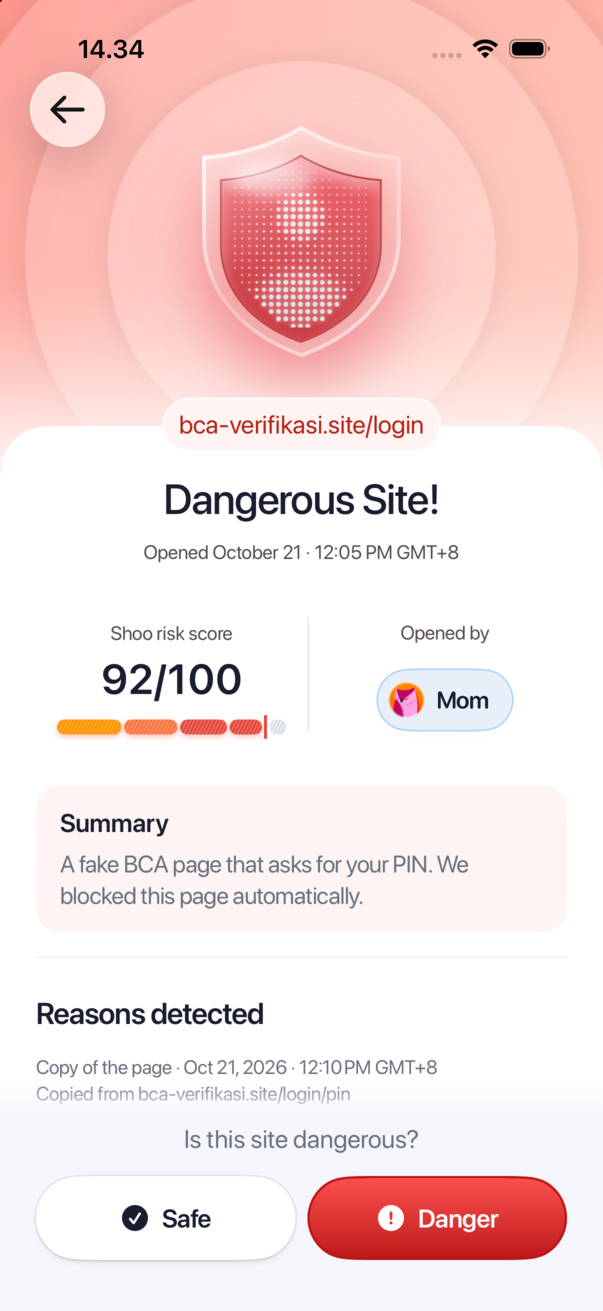 14.34
bca-verifikasi.site/login
Dangerous Site!
Opened October 21 · 12:05 PM GMT+8
Shoo risk score
92/100
Opened by
Mom
Summary
A fake BCA page that asks for your PIN. We
blocked this page automatically.
Reasons detected
Copy of the page · Oct 21, 2026 · 12:10 PM GMT+8
Copied from bca-verifikasi.site/login/pin
Is this site dangerous?
Safe
Danger